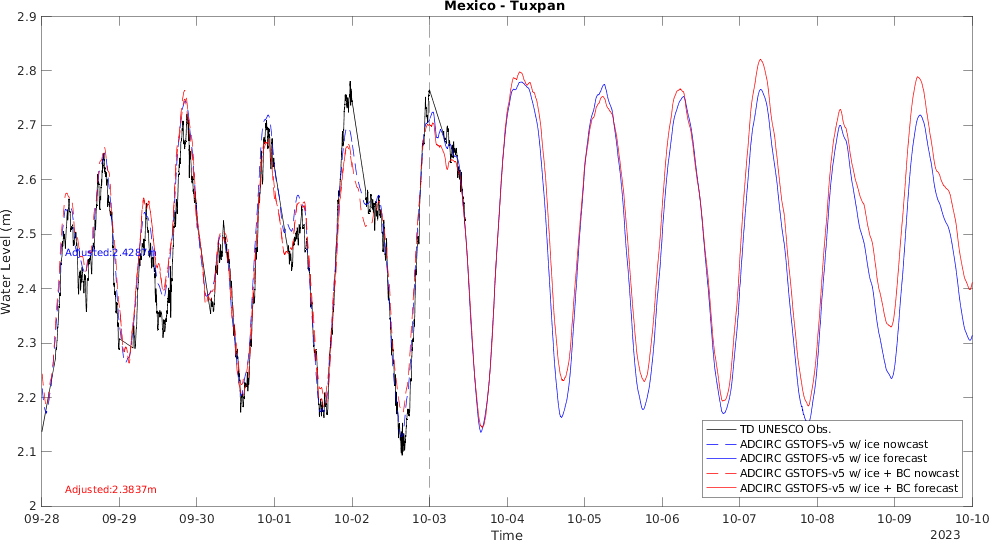 Mexico - Tuxpan
Water Level (m)
2.9
2.8
2.7
2.6
2.5
2.4
2.3
2.2
2.1
2
Adjusted:2.4287m
Adjusted:2.3837m
TD UNESCO Obs.
ADCIRC GSTOFS-v5 w/ ice nowcast
ADCIRC GSTOFS-v5 w/ ice forecast
ADCIRC GSTOFS-v5 w/ ice + BC nowcast
ADCIRC GSTOFS-v5 w/ ice + BC forecast
09-28 09-29 09-30 10-01 10-02 10-03 10-04 10-05 10-06 10-07 10-08 10-09 10-10
Time
2023